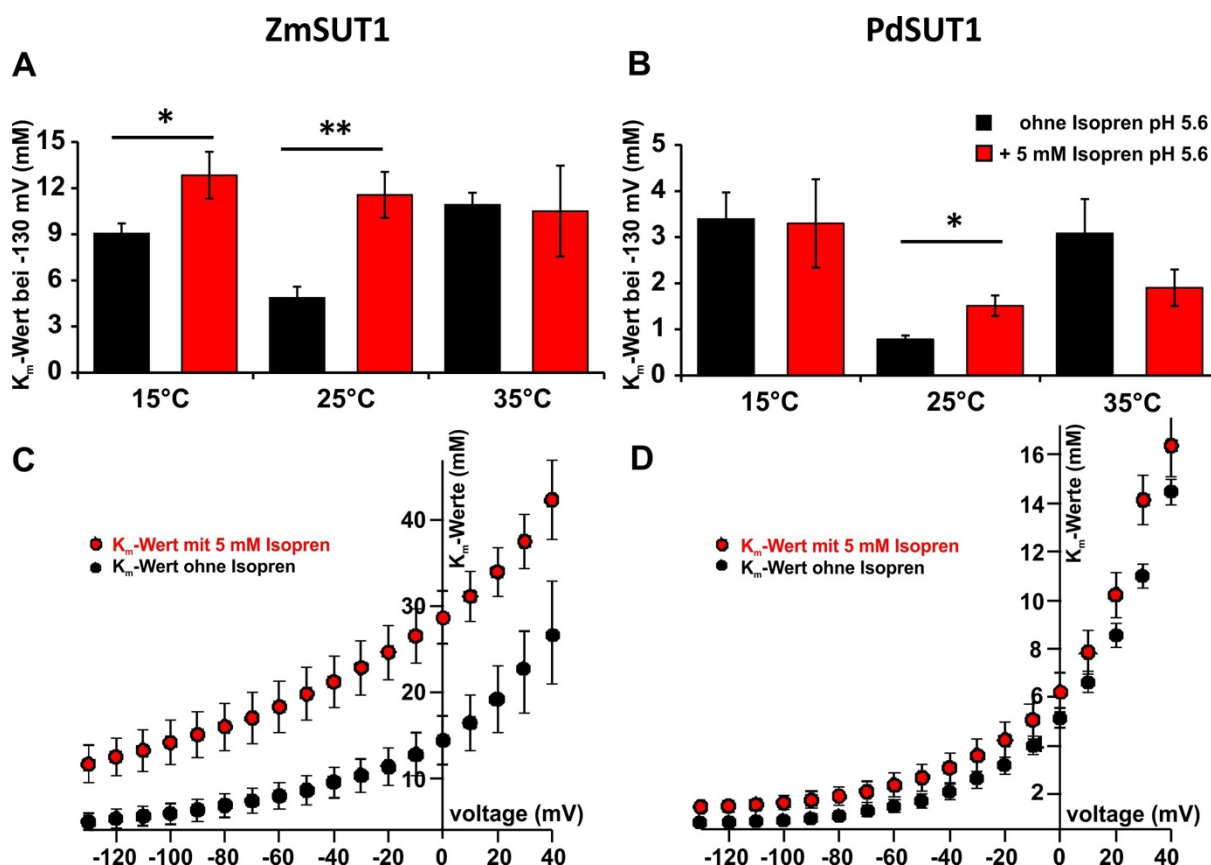 ZmSUT1
PdSUT1
A
Km-Wert bei -130 mV (mM)
15
12
9
6
3
0
*
**
15°C
25°C
35°C
B
ohne Isopren pH 5.6
+ 5 mM Isopren pH 5.6
Km-Wert bei -130 mV (mM)
5
4
3
2
1
0
*
15°C
25°C
35°C
C
Km-Werte (mM)
40
30
20
10
Km-Wert mit 5 mM Isopren
Km-Wert ohne Isopren
voltage (mV)
-120 -100 -80 -60 -40 -20 0 20 40
D
Km-Werte (mM)
16
14
12
10
8
6
4
2
Km-Wert mit 5 mM Isopren
Km-Wert ohne Isopren
voltage (mV)
-120 -100 -80 -60 -40 -20 0 20 40